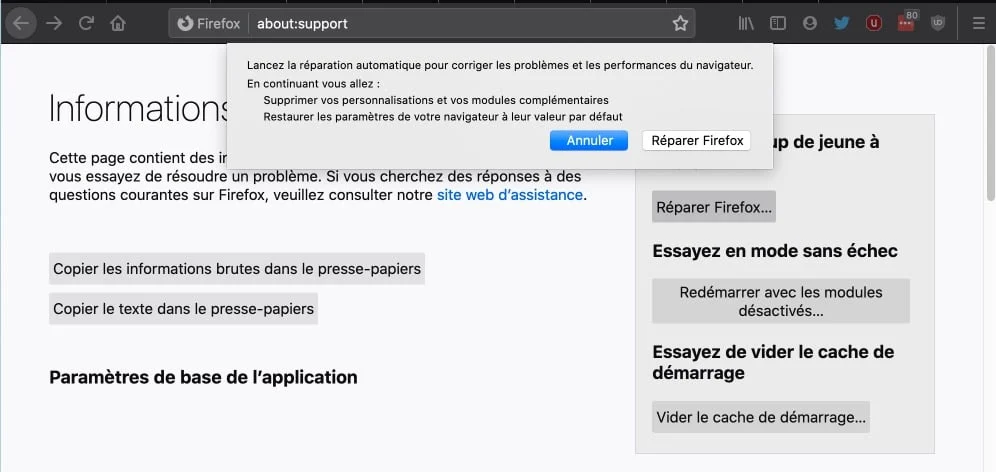 Firefox
about:support
80
Lancez la réparation automatique pour corriger les problèmes et les performances du navigateur.
En continuant vous allez :
Supprimer vos personnalisations et vos modules complémentaires
Restaurer les paramètres de votre navigateur à leur valeur par défaut
Annuler
Réparer Firefox
Informations
Cette page contient des in
vous essayez de résoudre un problème. Si vous cherchez des réponses à des
questions courantes sur Firefox, veuillez consulter notre site web d’assistance.
Copier les informations brutes dans le presse-papiers
Copier le texte dans le presse-papiers
Paramètres de base de l’application
up de jeune à
Réparer Firefox...
Essayez en mode sans échec
Redémarrer avec les modules
désactivés...
Essayez de vider le cache de
démarrage
Vider le cache de démarrage...